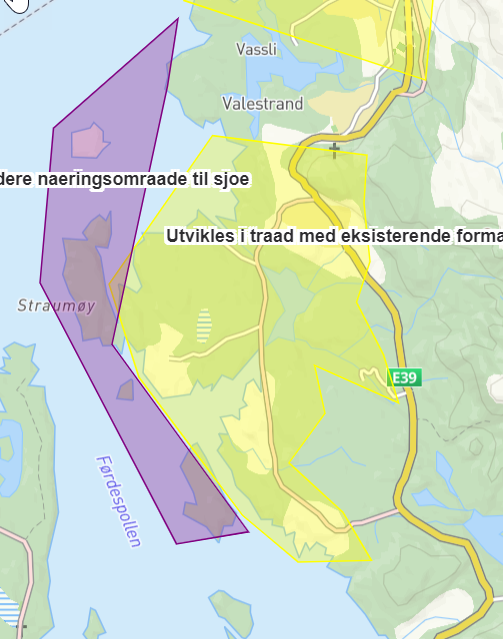 Vassli
Valestrand
dere naeringsomraade til sjoe
Utvikles i traad med eksisterende forma
Straumøy
E39
Førdespollen